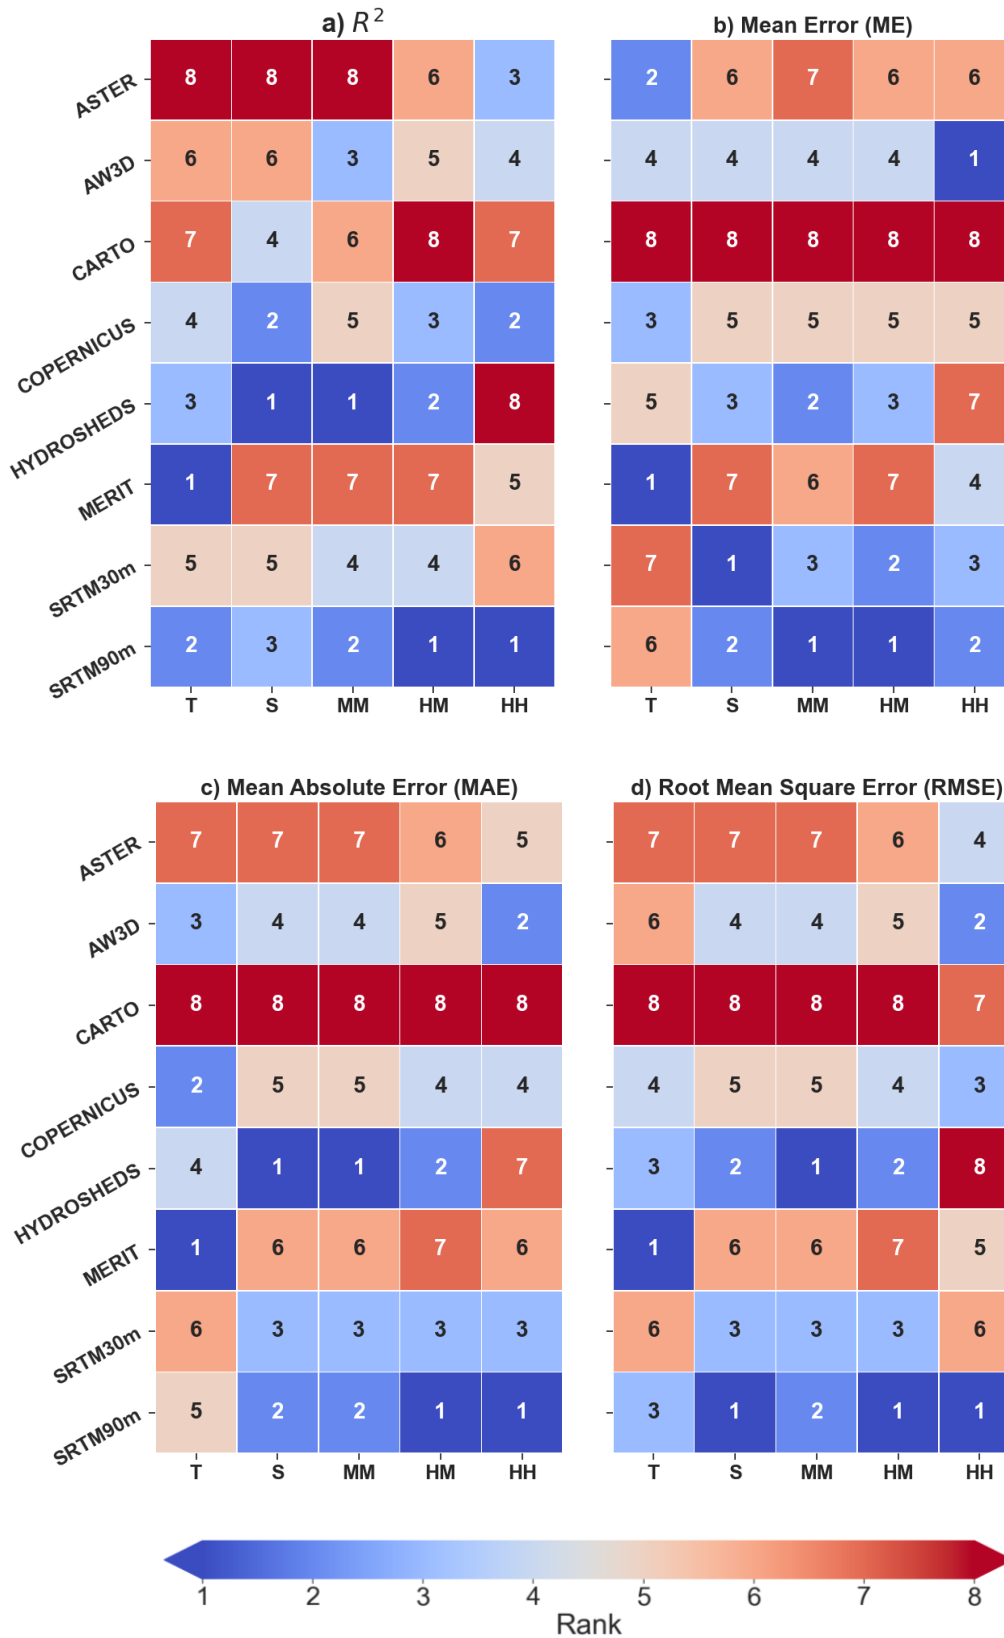 a) R²
b) Mean Error (ME)
ASTER 8 8 8 6 3 2 6 7 6 6
AW3D 6 6 3 5 4 4 4 4 4 1
CARTO 7 4 6 8 7 8 8 8 8 8
COPERNICUS 4 2 5 3 2 3 5 5 5 5
HYDROSHEDS 3 1 1 2 8 5 3 2 3 7
MERIT 1 7 7 7 5 1 7 6 7 4
SRTM30m 5 5 4 4 6 7 1 3 2 3
SRTM90m 2 3 2 1 1 6 2 1 1 2
T S MM HM HH T S MM HM HH
c) Mean Absolute Error (MAE)
d) Root Mean Square Error (RMSE)
ASTER 7 7 7 6 5 7 7 7 6 4
AW3D 3 4 4 5 2 6 4 4 5 2
CARTO 8 8 8 8 8 8 8 8 8 7
COPERNICUS 2 5 5 4 4 4 5 5 4 3
HYDROSHEDS 4 1 1 2 7 3 2 1 2 8
MERIT 1 6 6 7 6 1 6 6 7 5
SRTM30m 6 3 3 3 3 6 3 3 3 6
SRTM90m 5 2 2 1 1 3 1 2 1 1
T S MM HM HH T S MM HM HH
1 2 3 4 5 6 7 8
Rank